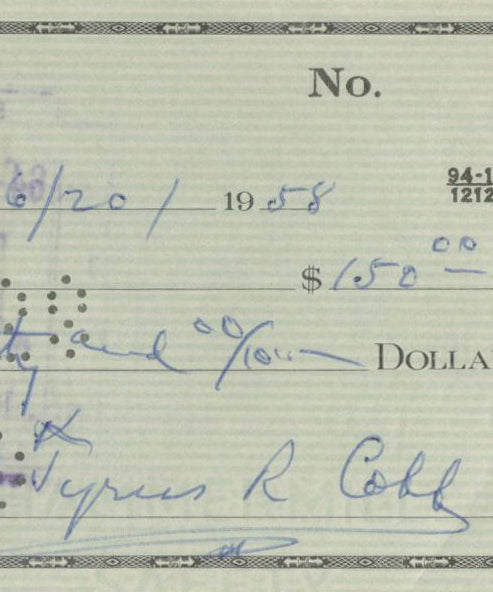 No.
6/20/ 1958
94-1
1212
$ 150 00
ty and 00/100 DOLLA
Tyrus R Cobb